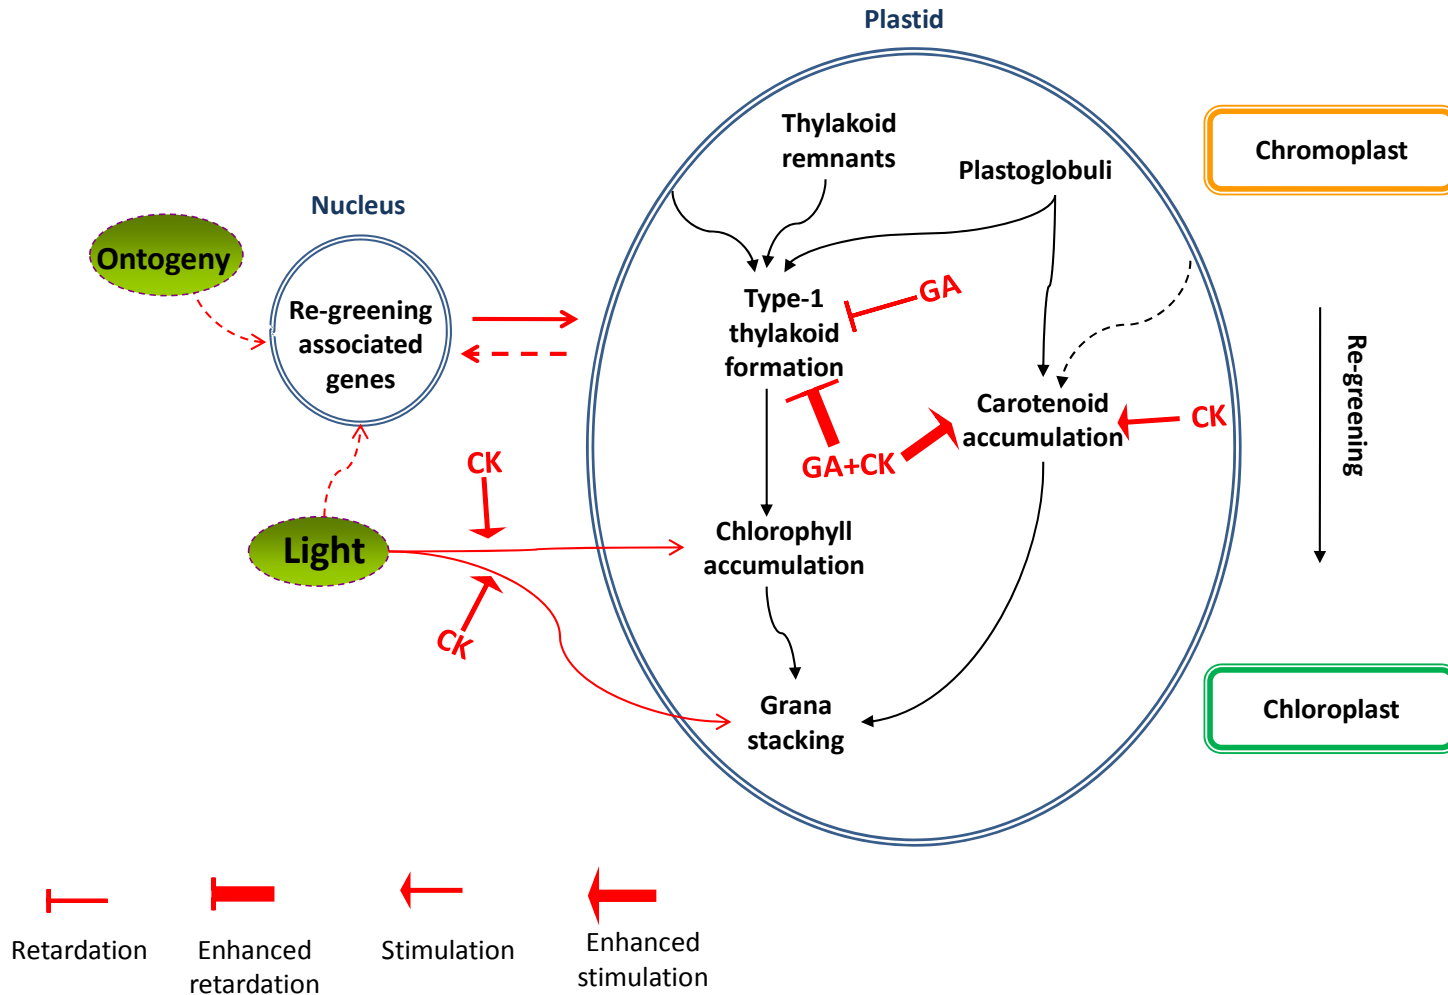 Plastid
Thylakoid
remnants
Plastoglobuli
Chromoplast
Nucleus
Ontogeny
Re-greening
associated
genes
Type-1
thylakoid
formation
GA
Re-greening
Carotenoid
accumulation
CK
GA+CK
CK
Light
Chlorophyll
accumulation
CK
Grana
stacking
Chloroplast
Retardation
Enhanced
retardation
Stimulation
Enhanced
stimulation